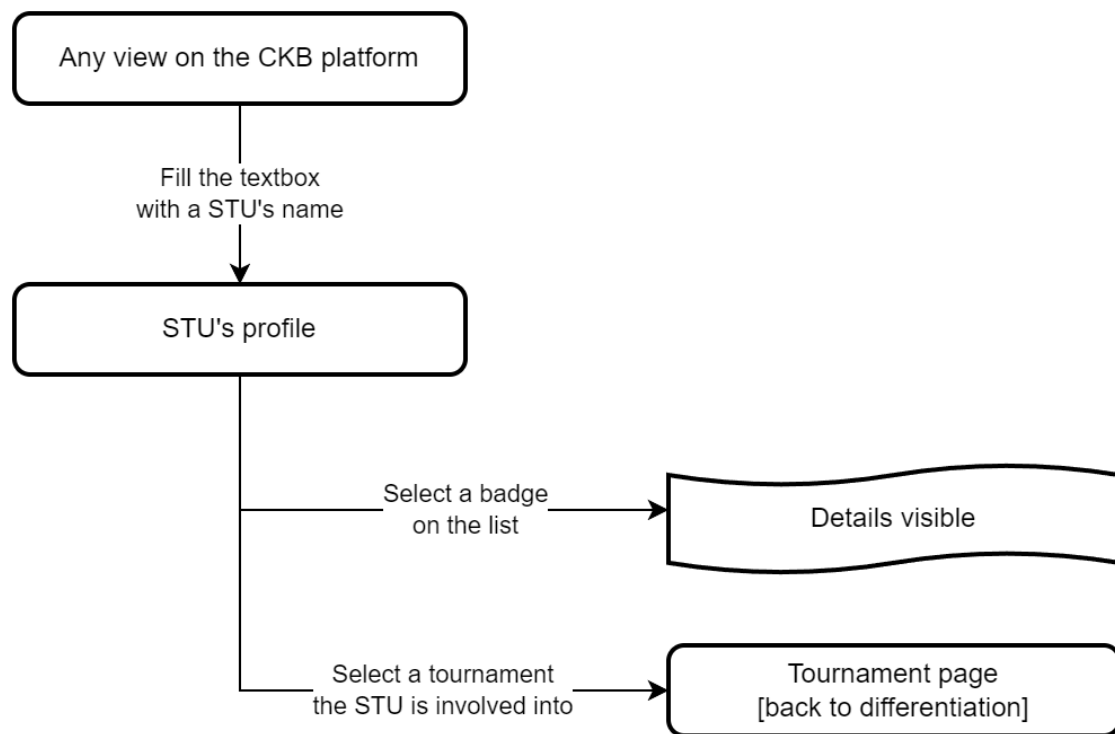 Any view on the CKB platform
Fill the textbox
with a STU's name
STU's profile
Select a badge
on the list
Details visible
Select a tournament
the STU is involved into
Tournament page
[back to differentiation]